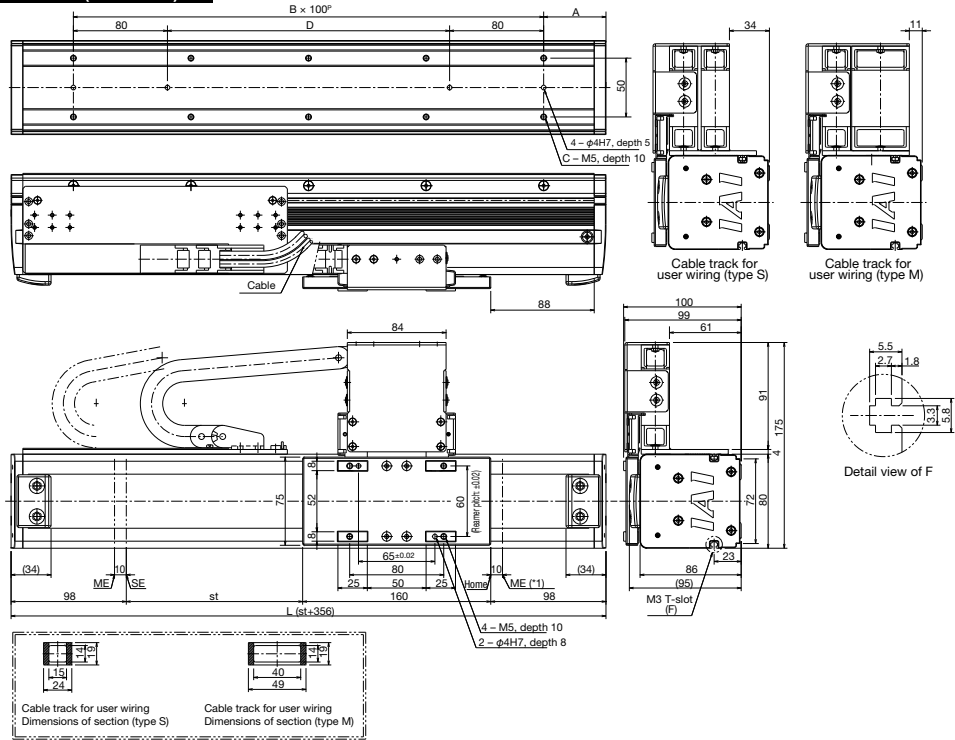 B × 100ᴾ
A
80
D
80
50
4 – φ4H7, depth 5
C – M5, depth 10
34
11
IAI
IAI
Cable track for
user wiring (type S)
Cable track for
user wiring (type M)
Cable
88
100
99
61
84
91
175
4
5.5
2.7
1.8
3.3
5.8
Detail view of F
8
75
52
8
60
(Reamer pitch: ±0.02)
IAI
72
80
65±0.02
80
25
50
25
(34)
ME
10
SE
Home
10
ME (*1)
(34)
23
86
(95)
M3 T-slot
(F)
98
st
160
98
L (st+356)
4 – M5, depth 10
2 – φ4H7, depth 8
14
19
15
24
14
19
40
49
Cable track for user wiring
Dimensions of section (type S)
Cable track for user wiring
Dimensions of section (type M)